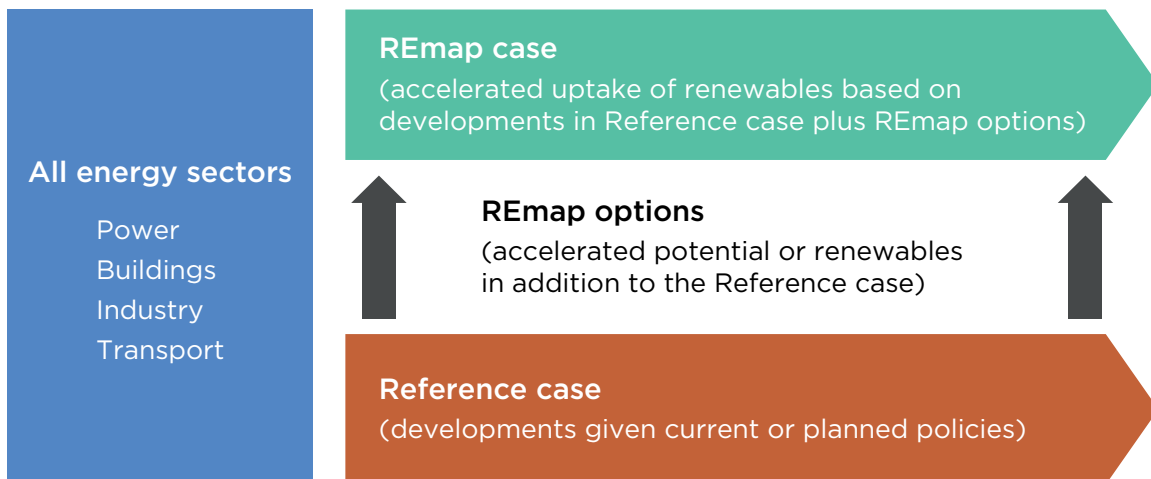 All energy sectors
Power
Buildings
Industry
Transport
REmap case
(accelerated uptake of renewables based on
developments in Reference case plus REmap options)
REmap options
(accelerated potential or renewables
in addition to the Reference case)
Reference case
(developments given current or planned policies)